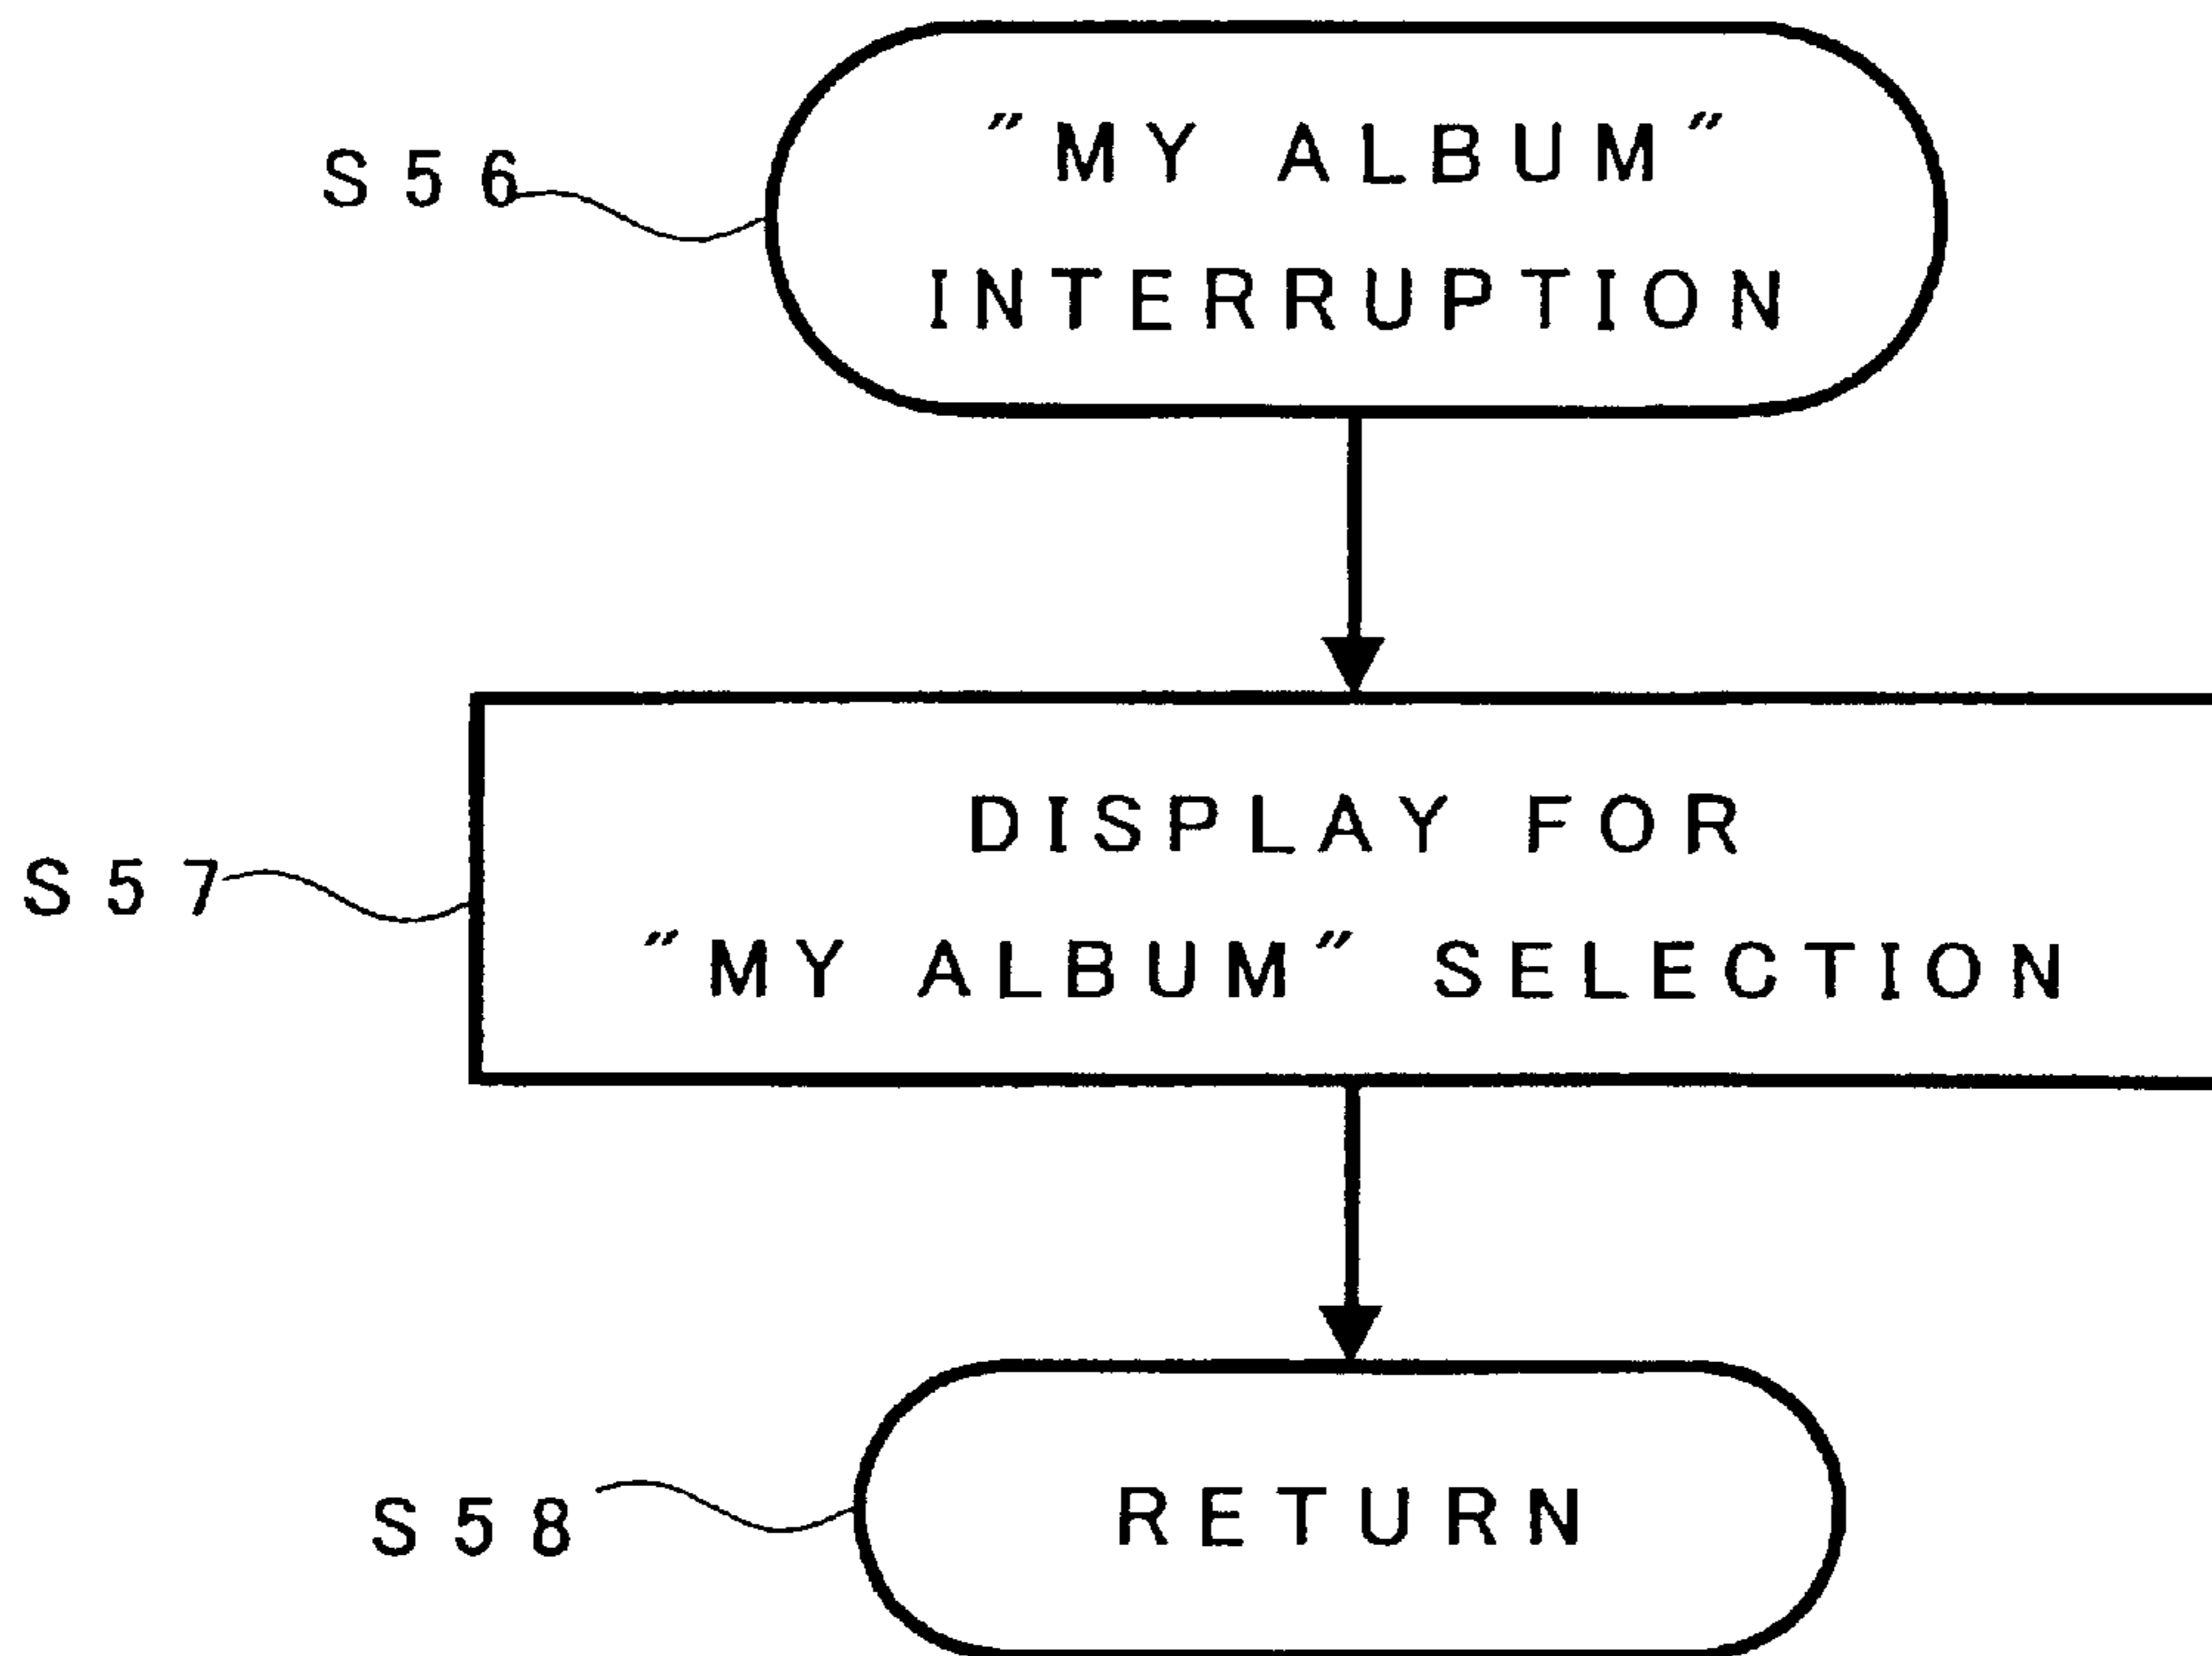 S56
"MY ALBUM"
INTERRUPTION
DISPLAY FOR
S57
"MY ALBUM" SELECTION
S58
RETURN